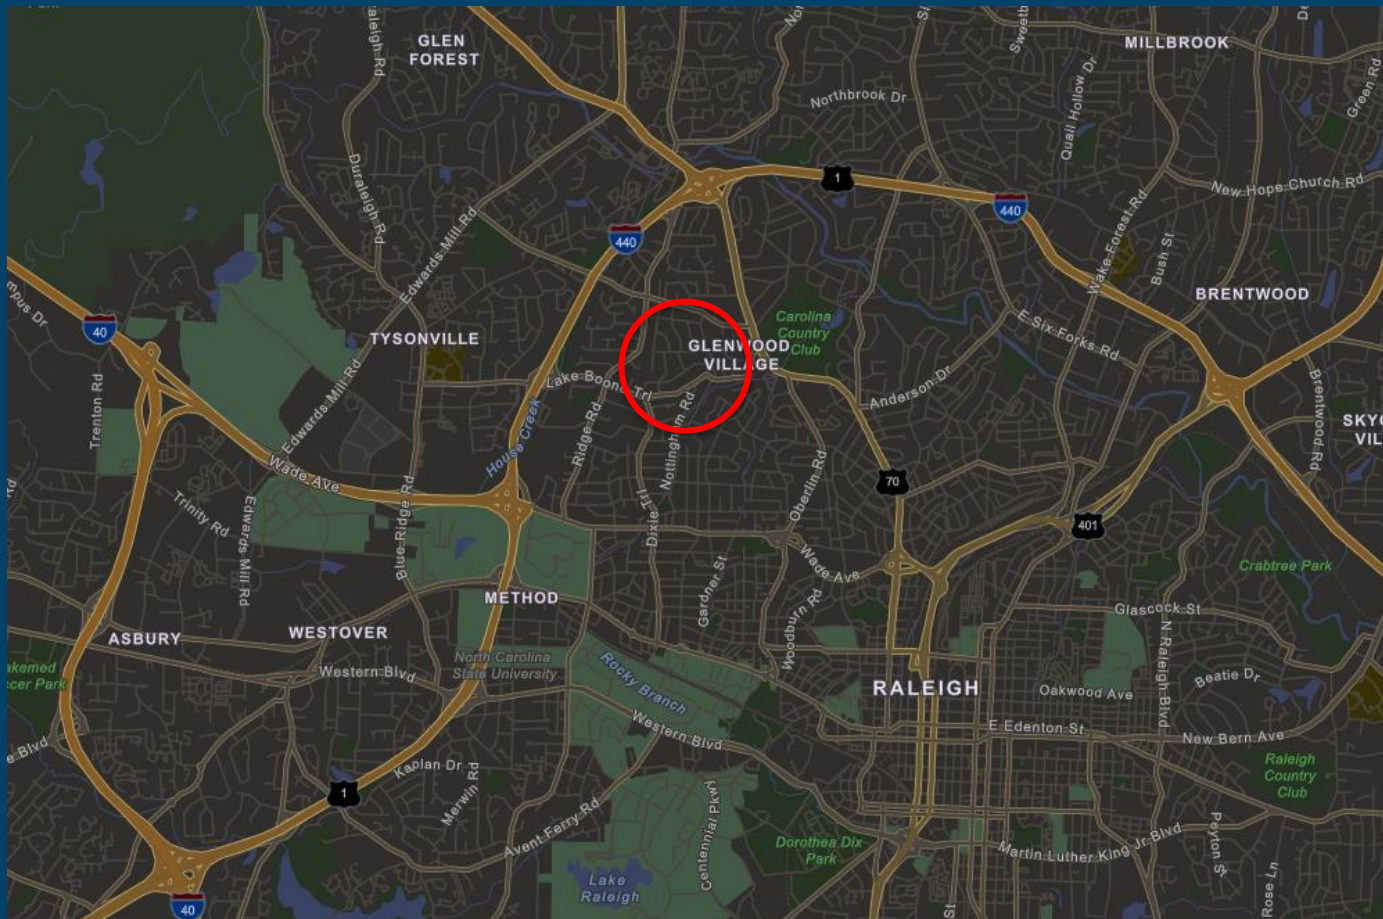 GLEN
FOREST
MILLBROOK
Northbrook Dr
Quail Hollow Dr
Green Rd
Duraleigh Rd
1
New Hope Church Rd
440
440
Edwards Mill Rd
Wake Forest Rd
Bush St
BRENTWOOD
40
TYSONVILLE
Carolina
Country
Club
GLENWOOD
VILLAGE
E Six Forks Rd
Edwards Mill Rd
Trenton Rd
Lake Boone Trl
Anderson Dr
Brentwood Rd
House Creek
Ridge Rd
Nottingham Rd
Wade Ave
Oberlin Rd
70
Trinity Rd
Edwards Mill Rd
Blue Ridge Rd
Dixie Trl
401
Wade Ave
Gardner St
Crabtree Park
METHOD
Glascock St
ASBURY
WESTOVER
Woodburn Rd
N Raleigh Blvd
North Carolina
State University
Rocky Branch
Western Blvd
RALEIGH
Oakwood Ave
Beatie Dr
Western Blvd
E Edenton St
New Bern Ave
Kaplan Dr
Merwin Rd
1
Raleigh
Country
Club
Avent Ferry Rd
Centennial Pkwy
Dorothea Dix
Park
Martin Luther King Jr Blvd
Peyton St
Lake
Raleigh
Rose Ln
40